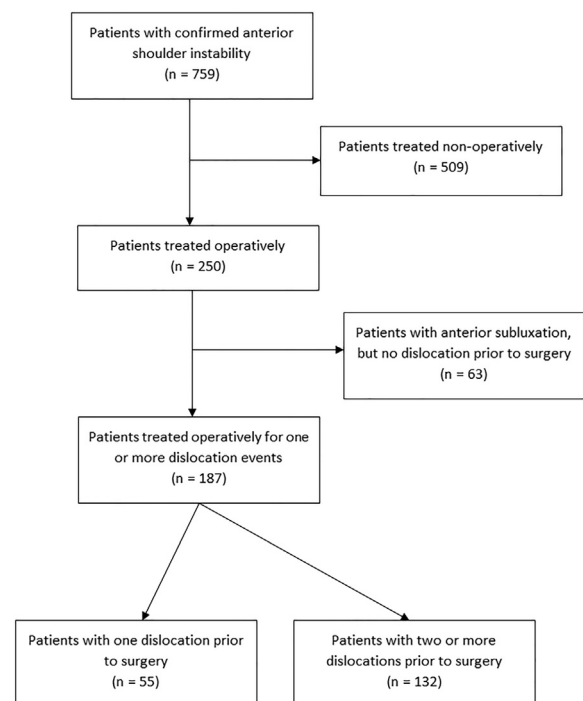 Patients with confirmed anterior
shoulder instability
(n = 759)
Patients treated non-operatively
(n = 509)
Patients treated operatively
(n = 250)
Patients with anterior subluxation,
but no dislocation prior to surgery
(n = 63)
Patients treated operatively for one
or more dislocation events
(n = 187)
Patients with one dislocation prior
to surgery
(n = 55)
Patients with two or more
dislocations prior to surgery
(n = 132)